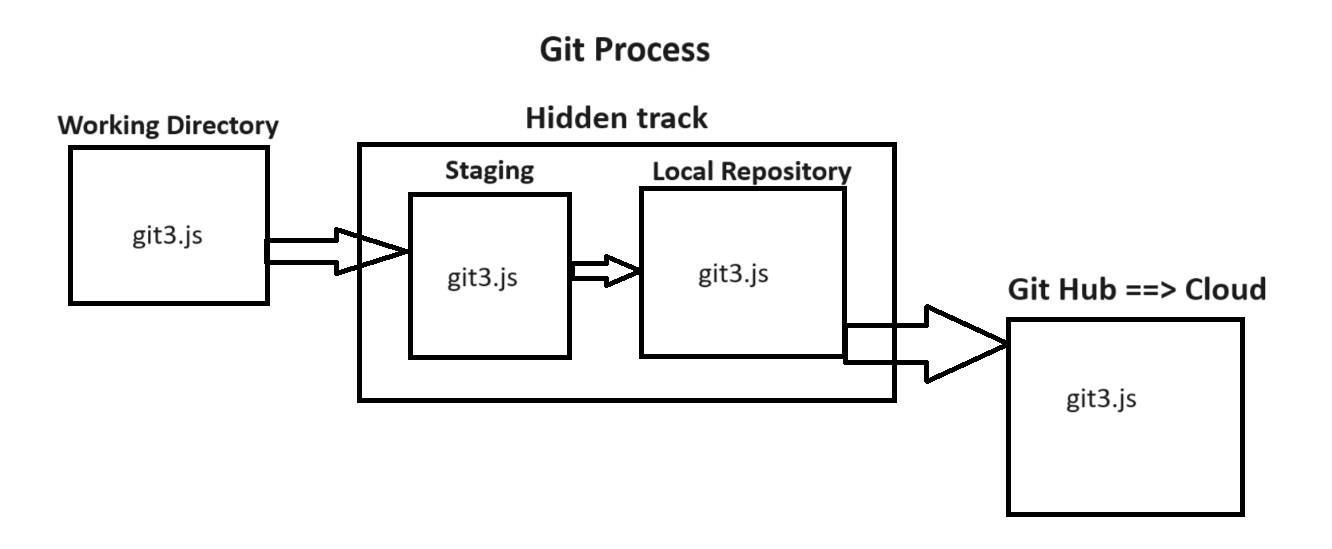 Git Process
Hidden track
Working Directory
Staging
Local Repository
git3.js
git3.js
git3.js
Git Hub ==> Cloud
git3.js